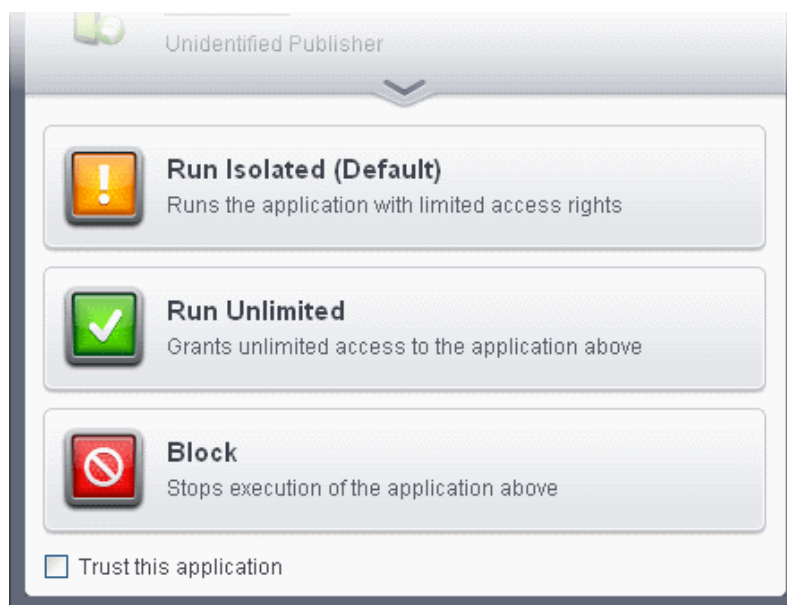 Unidentified Publisher
Run Isolated (Default)
Runs the application with limited access rights
Run Unlimited
Grants unlimited access to the application above
Block
Stops execution of the application above
Trust this application